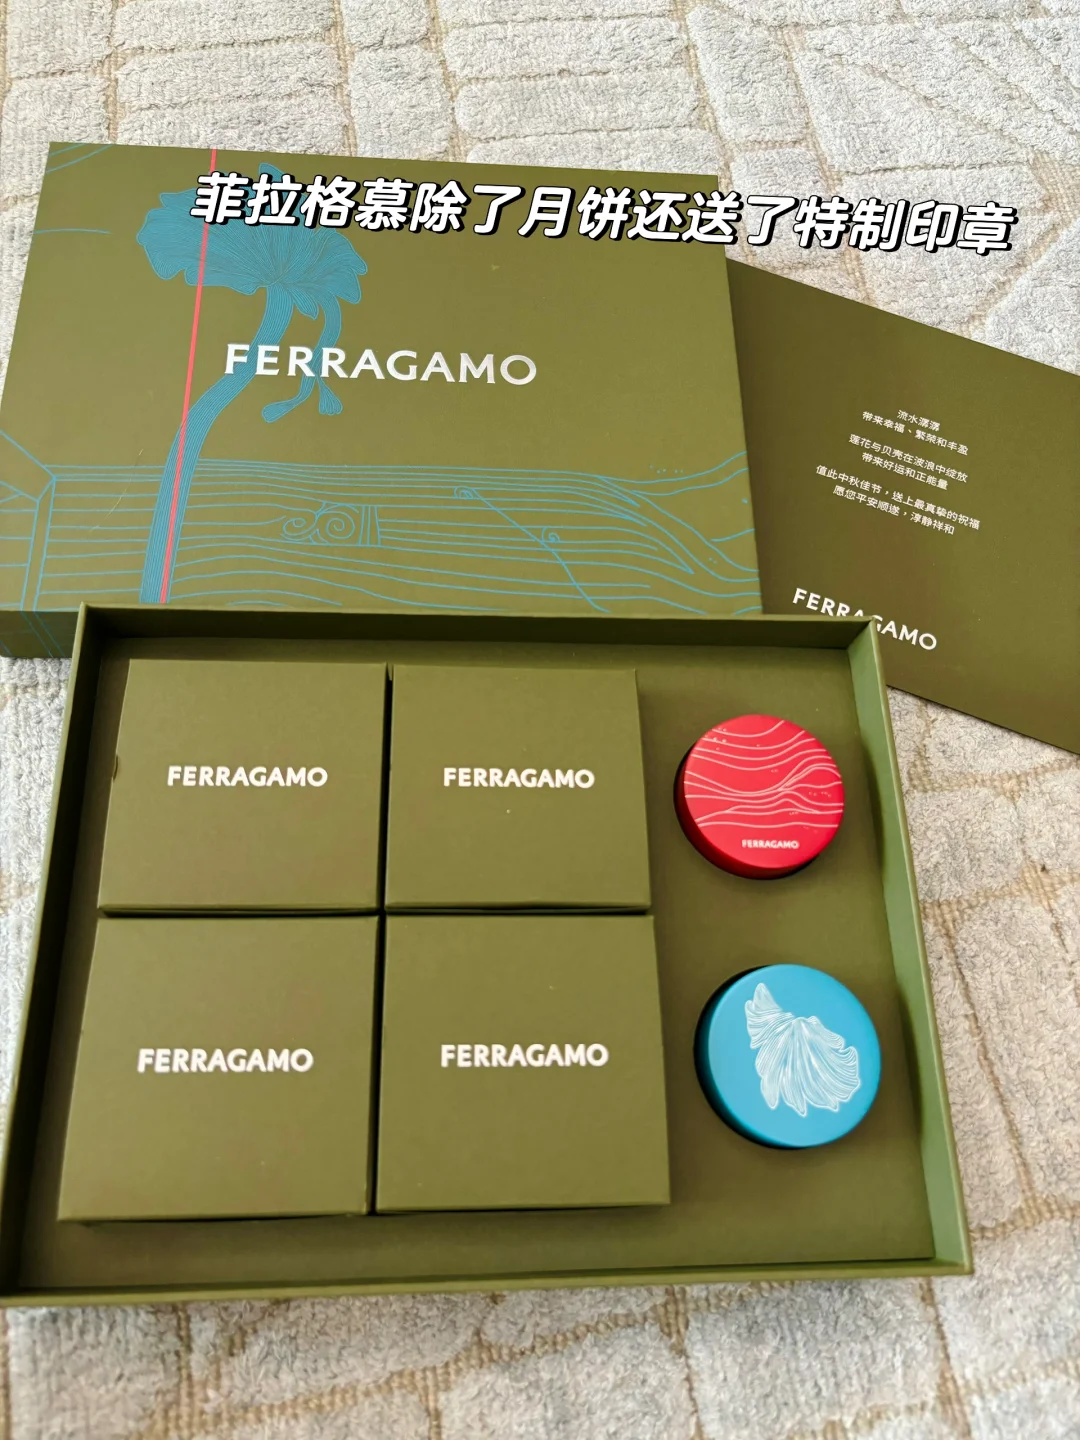 菲拉格慕除了月饼还送了特制印章
FERRAGAMO
流水潺潺
带来幸福、繁荣和丰盈
莲花与贝壳在波浪中绽放
带来好运和正能量
值此中秋佳节，送上最真挚的祝福
愿您平安顺遂，淳静祥和
FERRAGAMO
FERRAGAMO
FERRAGAMO
FERRAGAMO
FERRAGAMO
FERRAGAMO